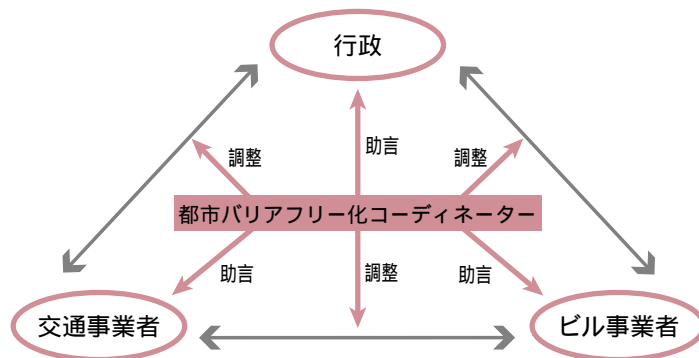 行政
調整
助言
調整
都市バリアフリー化コーディネーター
助言
調整
助言
交通事業者
ビル事業者